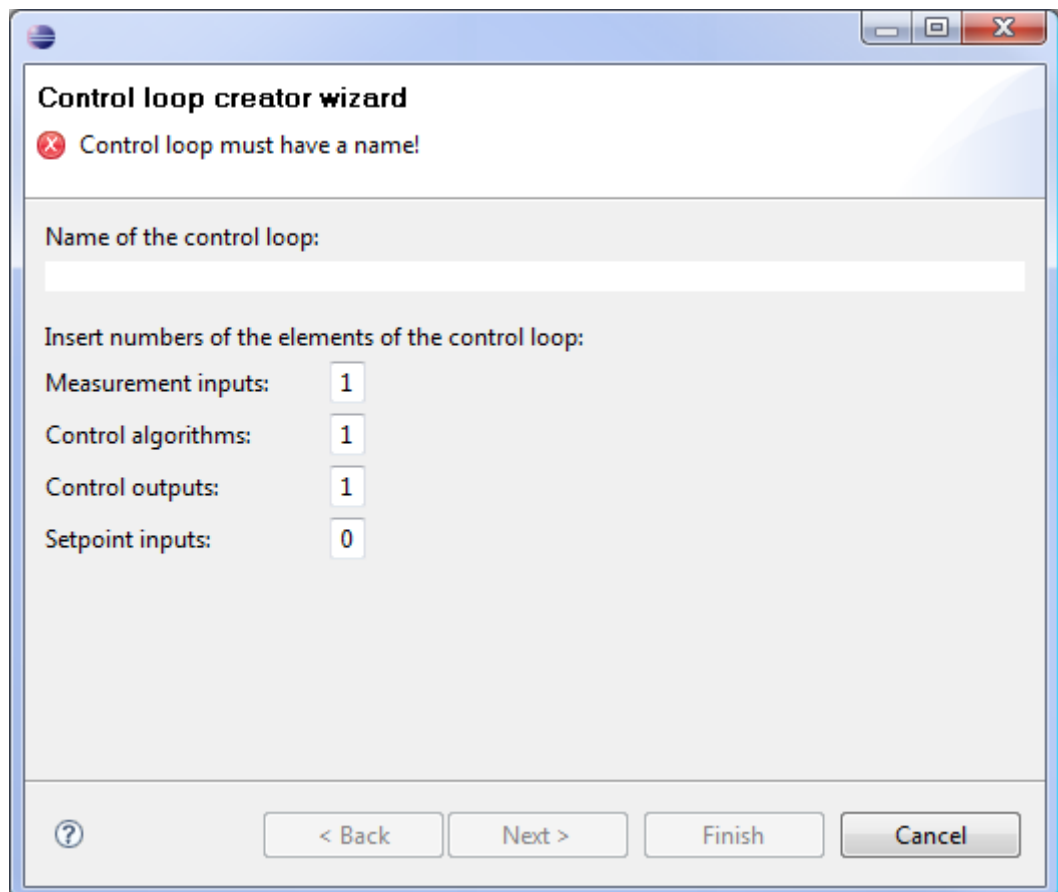 Control loop creator wizard
Control loop must have a name!
Name of the control loop:
Insert numbers of the elements of the control loop:
Measurement inputs: 1
Control algorithms: 1
Control outputs: 1
Setpoint inputs: 0
? < Back Next > Finish Cancel